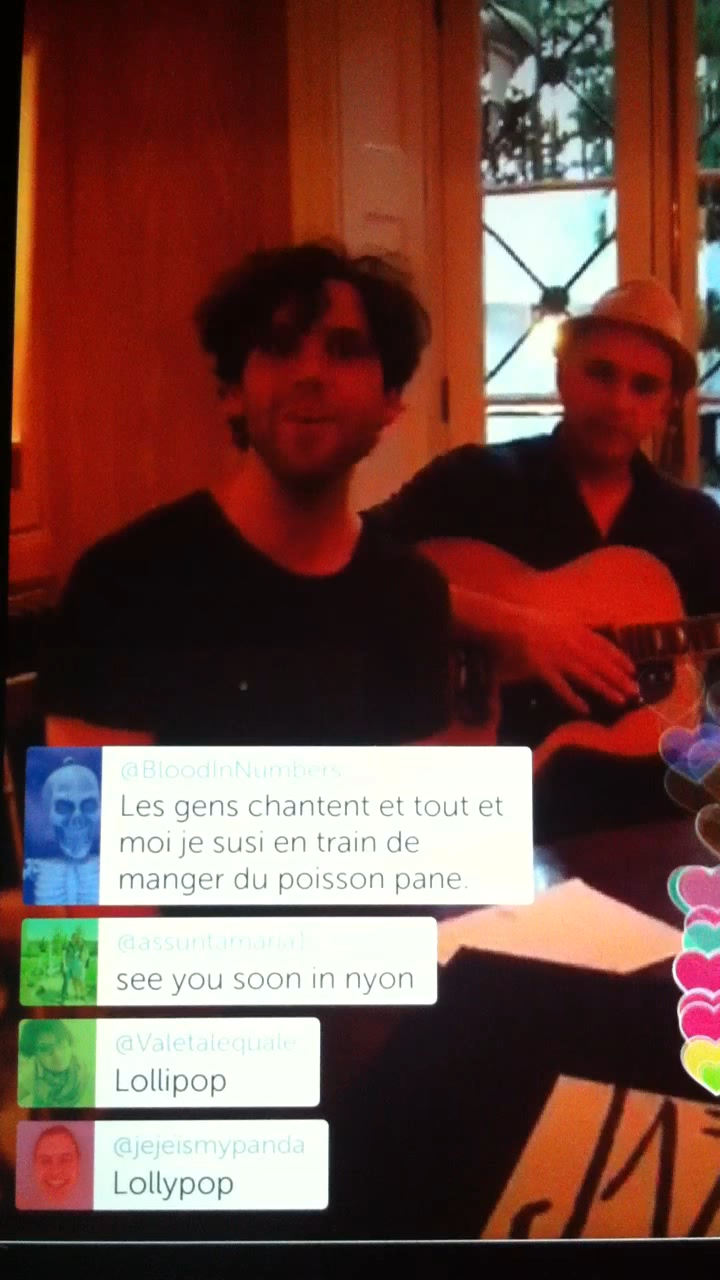 @BloodInNumbers
Les gens chantent et tout et
moi je susi en train de
manger du poisson pane.
@assuntamaria1
see you soon in nyon
@Valetalequale
Lollipop
@jejeismypanda
Lollypop